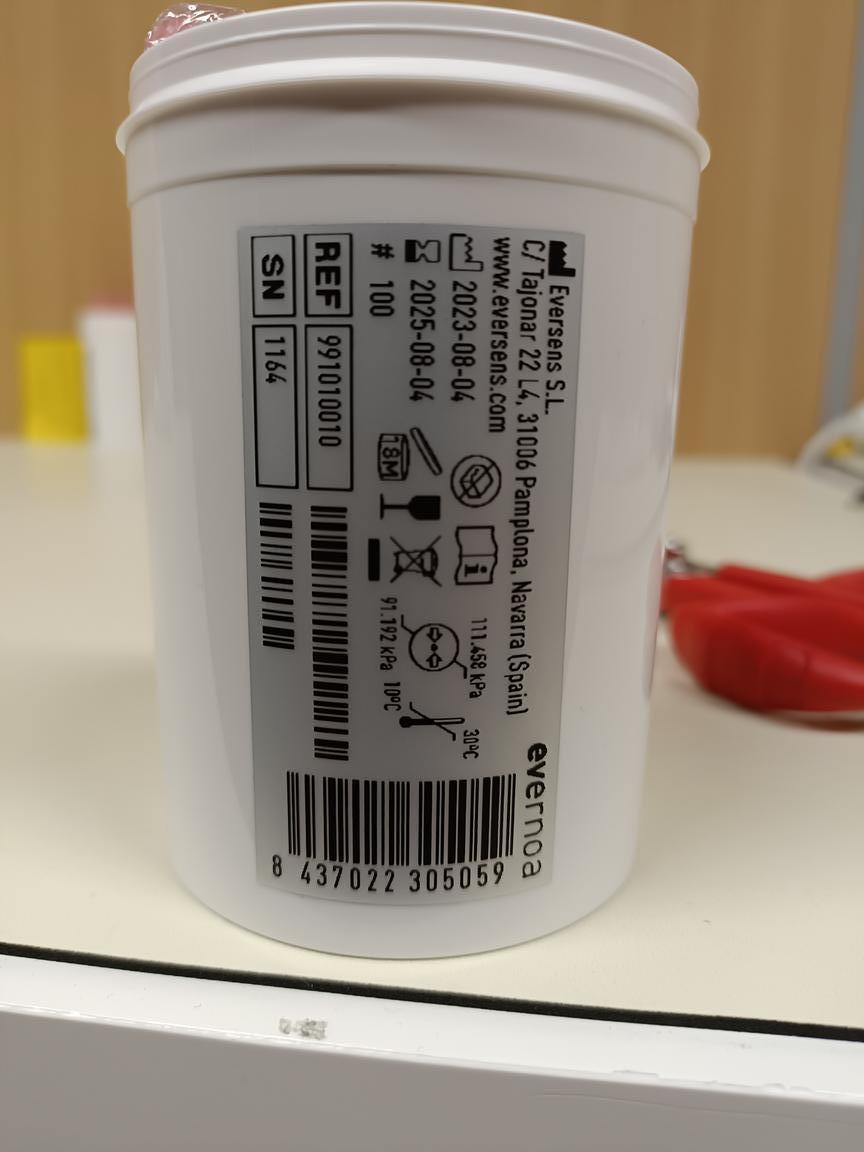 Eversens S.L.
C/ Tajonar 22 L4, 31006 Pamplona, Navarra (Spain)
www.eversens.com
2023-08-04
2025-08-04
# 100
18M
111.458 kPa
91.192 kPa
30ºC
10ºC
REF 991010010
SN 1164
evernoa
8 437022 305059